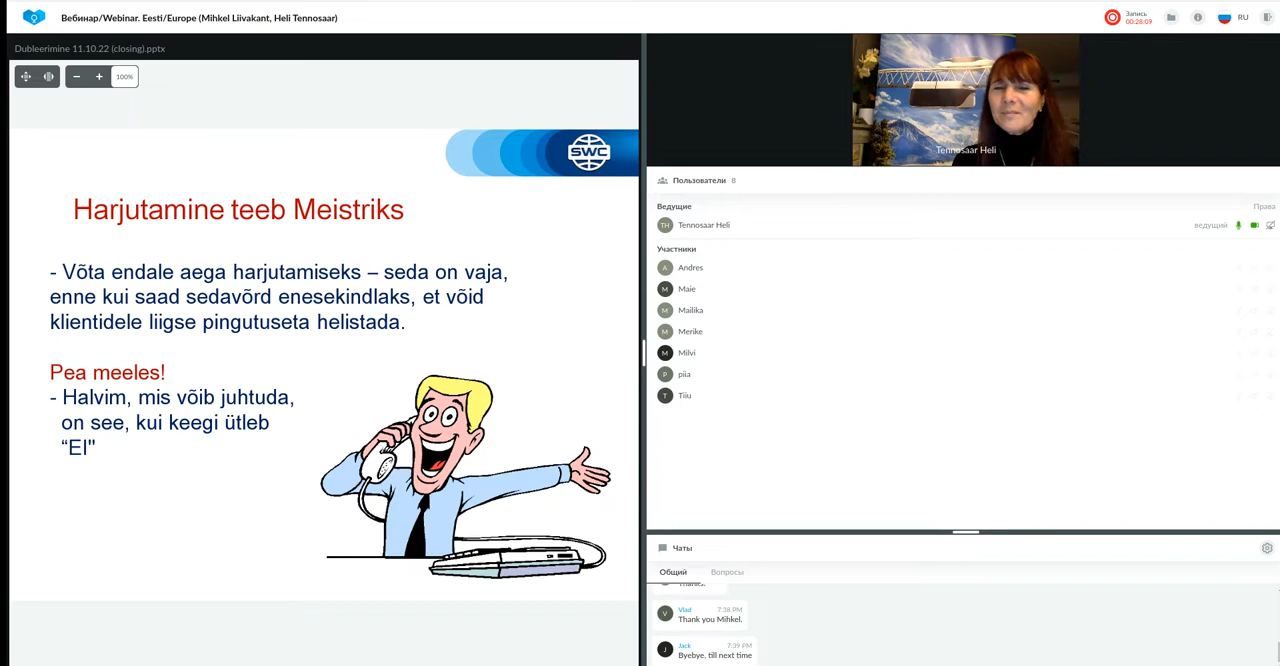 Вебинар/Webinar. Eesti/Europe (Mihkel Liivakant, Heli Tennosaar)
Запись
00:28:09
RU
Dubleerimine 11.10.22 (closing).pptx
100%
SWC
Harjutamine teeb Meistriks
- Võta endale aega harjutamiseks – seda on vaja,
enne kui saad sedavõrd enesekindlaks, et võid
klientidele liigse pingutuseta helistada.
Pea meeles!
- Halvim, mis võib juhtuda,
on see, kui keegi ütleb
“EI"
Tennosaar Heli
Пользователи 8
Ведущие Права
TH Tennosaar Heli ведущий
Участники
A Andres
M Maie
M Mailika
M Merike
M Milvi
P piia
T Tiiu
Чаты
Общий Вопросы
Thanks.
V Vlad 7:38 PM
Thank you Mihkel.
J Jack 7:39 PM
Byebye, till next time